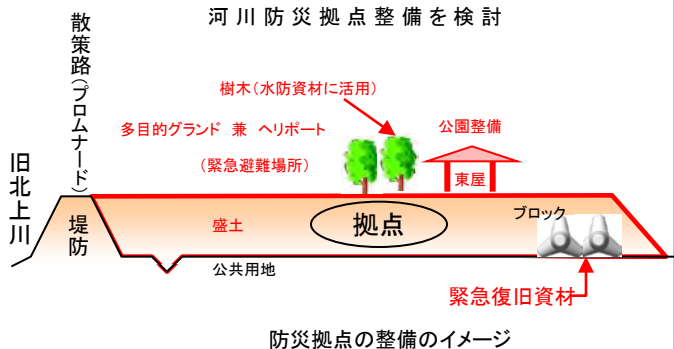 河川防災拠点整備を検討
散策路(プロムナード)
樹木(水防資材に活用)
多目的グランド 兼 ヘリポート
公園整備
(緊急避難場所)
東屋
旧北上川
堤防
盛土
拠点
ブロック
公共用地
緊急復旧資材
防災拠点の整備のイメージ